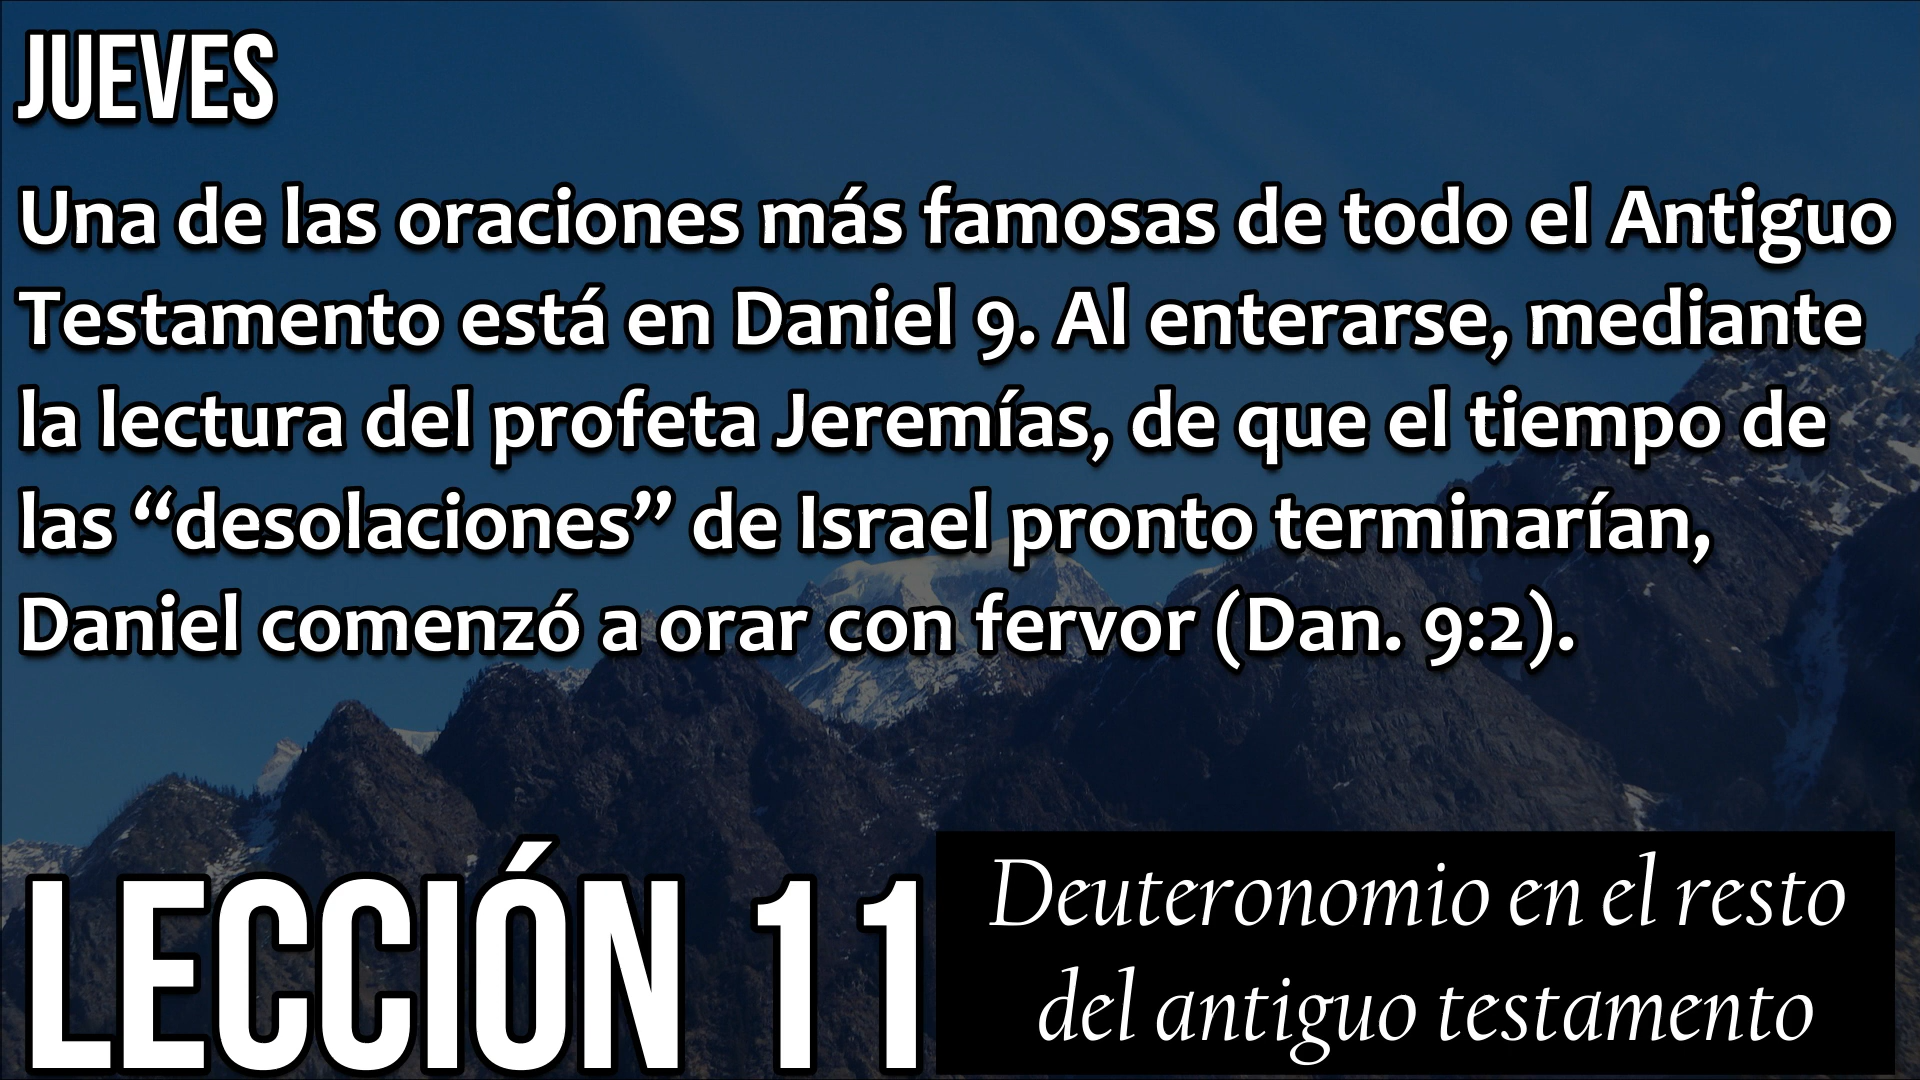 JUEVES
Una de las oraciones más famosas de todo el Antiguo
Testamento está en Daniel 9. Al enterarse, mediante
la lectura del profeta Jeremías, de que el tiempo de
las “desolaciones” de Israel pronto terminarían,
Daniel comenzó a orar con fervor (Dan. 9:2).
LECCIÓN 11
Deuteronomio en el resto
del antiguo testamento